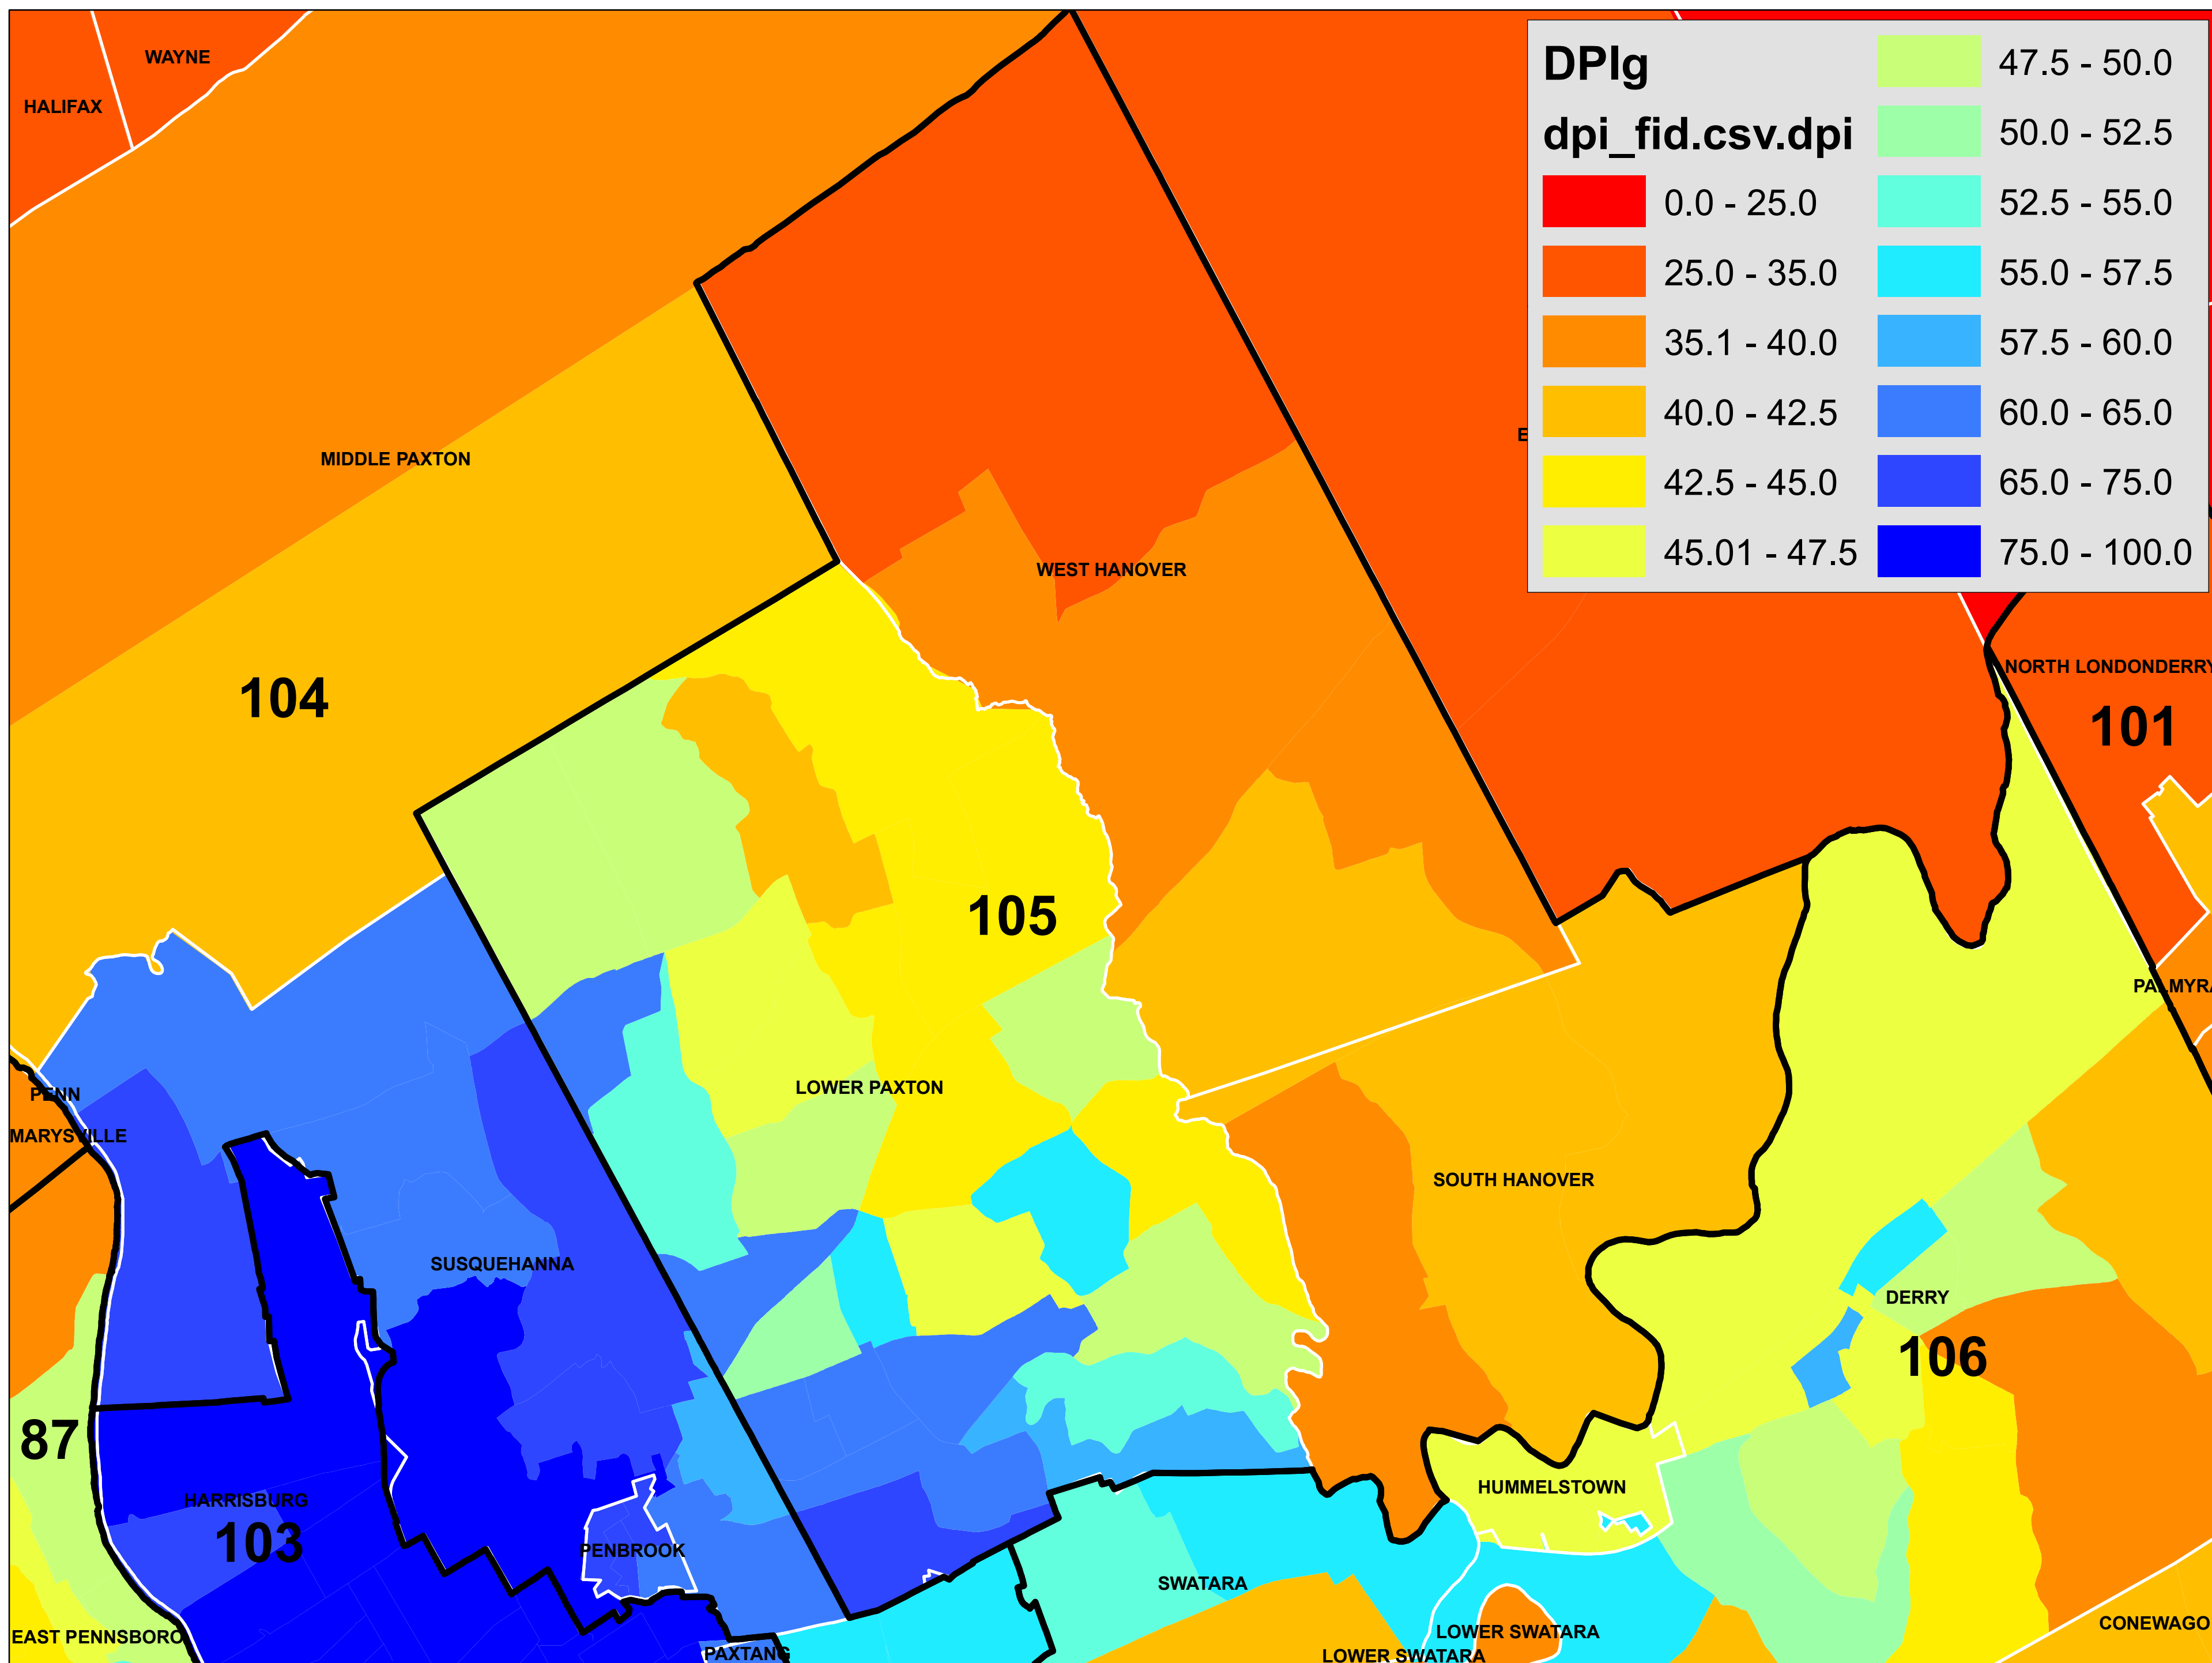 WAYNE
HALIFAX
DPIg
dpi_fid.csv.dpi
0.0 - 25.0
25.0 - 35.0
35.1 - 40.0
40.0 - 42.5
42.5 - 45.0
45.01 - 47.5
47.5 - 50.0
50.0 - 52.5
52.5 - 55.0
55.0 - 57.5
57.5 - 60.0
60.0 - 65.0
65.0 - 75.0
75.0 - 100.0
E
MIDDLE PAXTON
WEST HANOVER
104
NORTH LONDONDERRY
101
105
PALMYRA
PENN
LOWER PAXTON
MARYSVILLE
SOUTH HANOVER
SUSQUEHANNA
DERRY
106
87
HUMMELSTOWN
HARRISBURG
103
PENBROOK
SWATARA
CONEWAGO
LOWER SWATARA
EAST PENNSBORO
PAXTANG
LOWER SWATARA